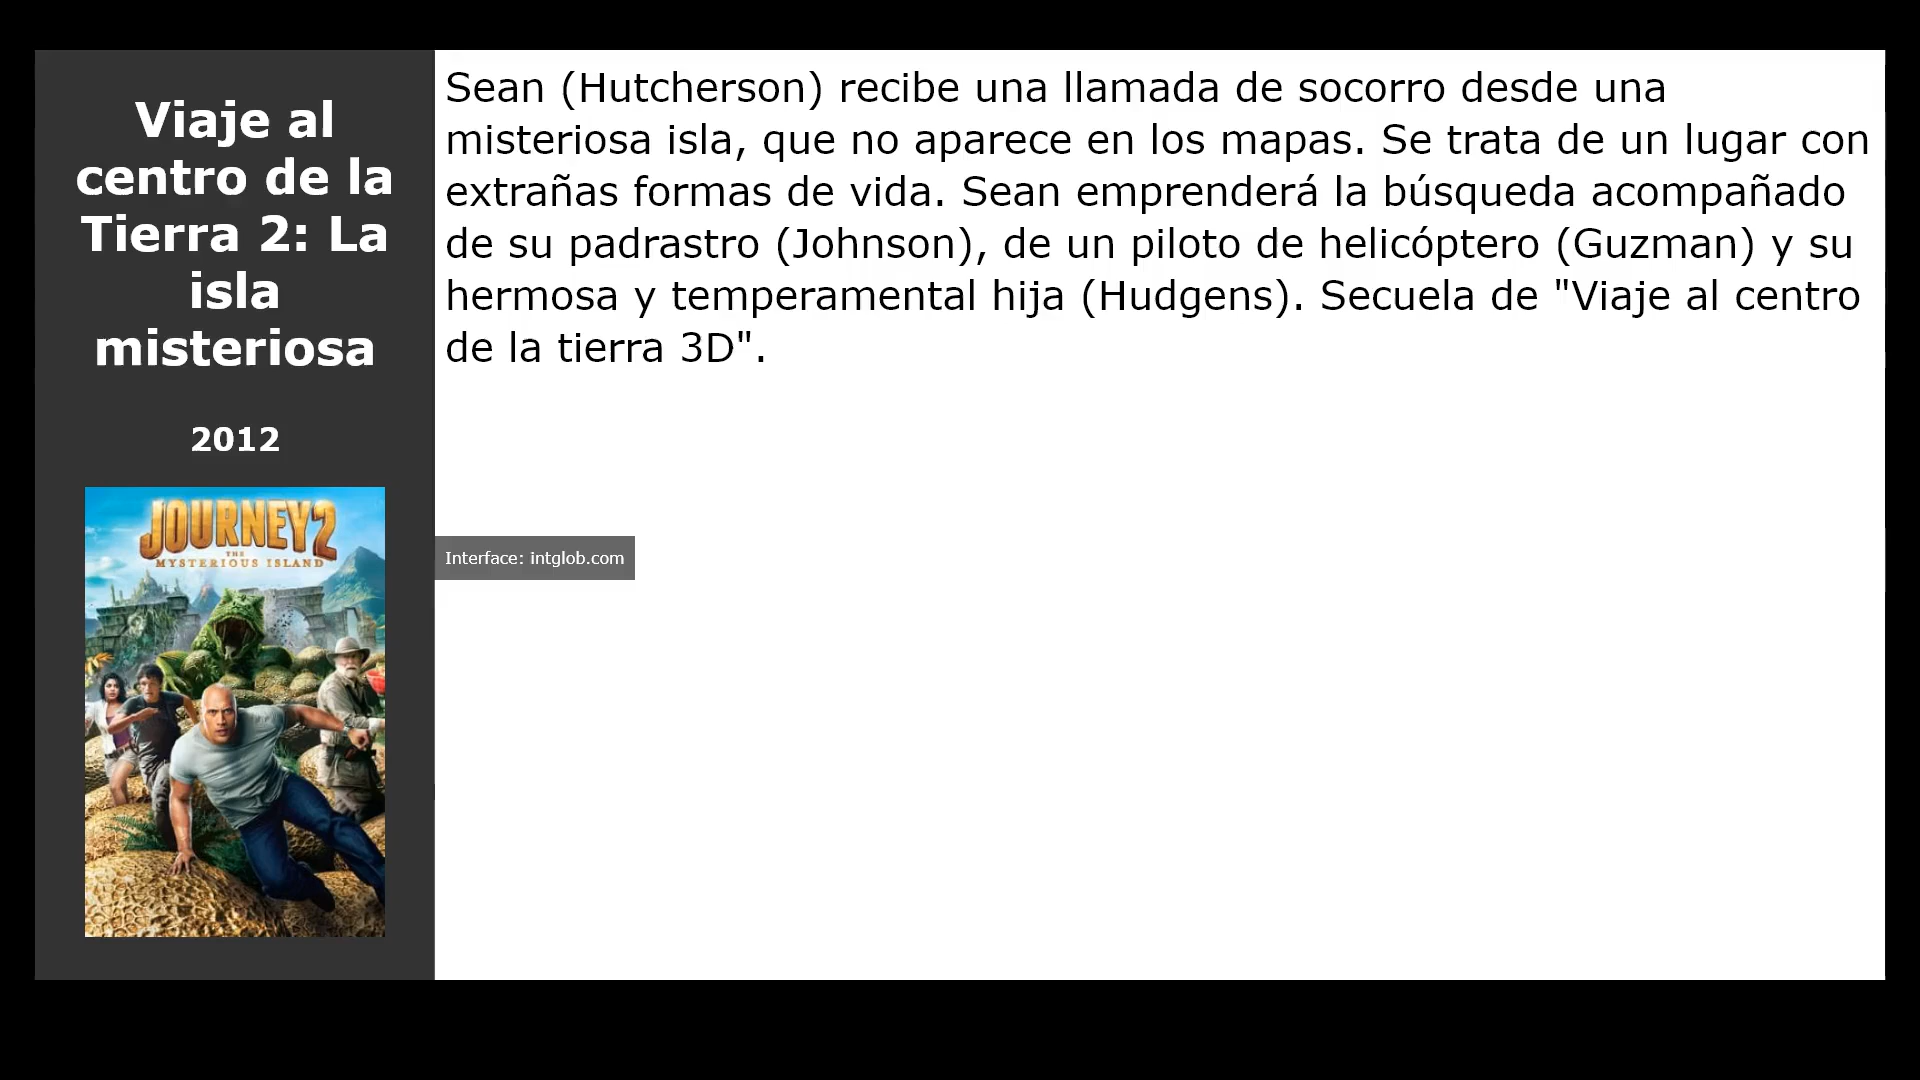 Viaje al
centro de la
Tierra 2: La
isla
misteriosa
2012
JOURNEY 2
THE
MYSTERIOUS ISLAND
Sean (Hutcherson) recibe una llamada de socorro desde una
misteriosa isla, que no aparece en los mapas. Se trata de un lugar con
extrañas formas de vida. Sean emprenderá la búsqueda acompañado
de su padrastro (Johnson), de un piloto de helicóptero (Guzman) y su
hermosa y temperamental hija (Hudgens). Secuela de "Viaje al centro
de la tierra 3D".
Interface: intglob.com